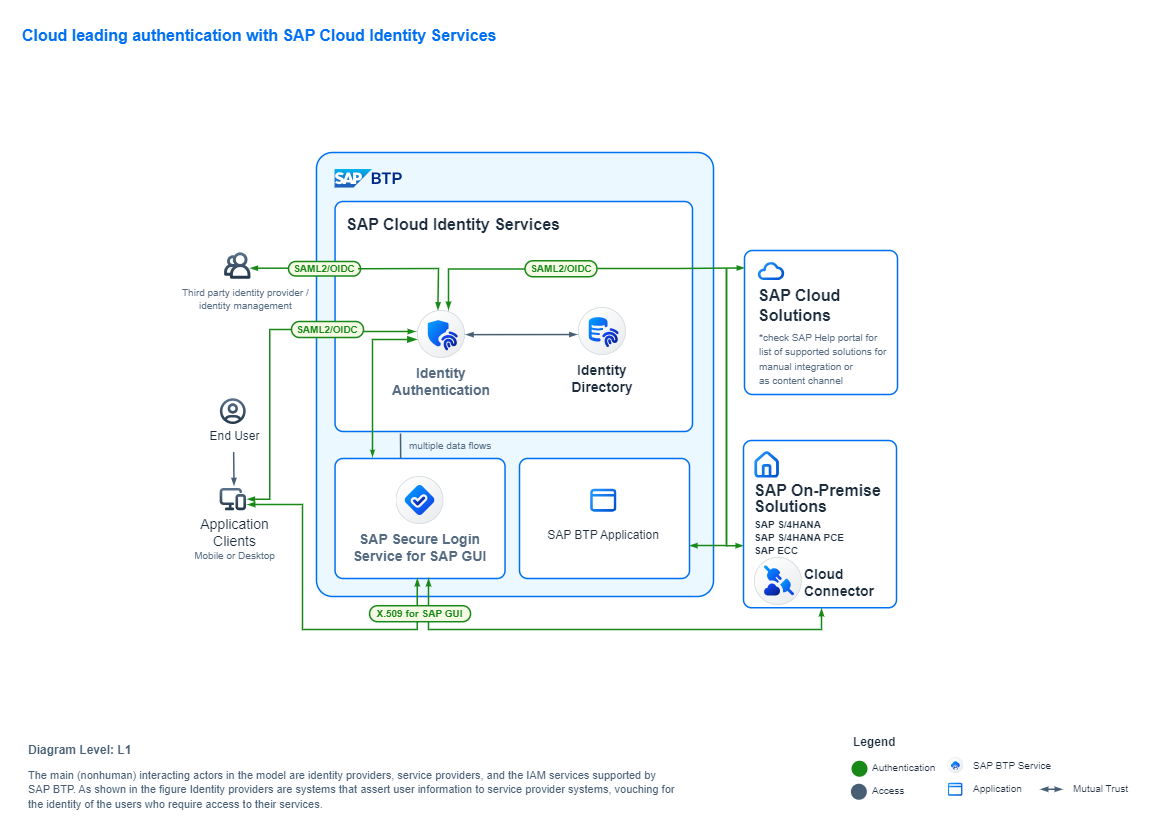 Cloud leading authentication with SAP Cloud Identity Services
SAP BTP
SAP Cloud Identity Services
SAML2/OIDC
SAML2/OIDC
Third party identity provider /
identity management
SAML2/OIDC
Identity
Authentication
Identity
Directory
SAP Cloud
Solutions
*check SAP Help portal for
list of supported solutions for
manual integration or
as content channel
End User
multiple data flows
Application
Clients
Mobile or Desktop
SAP Secure Login
Service for SAP GUI
SAP BTP Application
SAP On-Premise
Solutions
SAP S/4HANA
SAP S/4HANA PCE
SAP ECC
Cloud
Connector
X.509 for SAP GUI
Diagram Level: L1
The main (nonhuman) interacting actors in the model are identity providers, service providers, and the IAM services supported by
SAP BTP. As shown in the figure Identity providers are systems that assert user information to service provider systems, vouching for
the identity of the users who require access to their services.
Legend
Authentication
SAP BTP Service
Access
Application
Mutual Trust